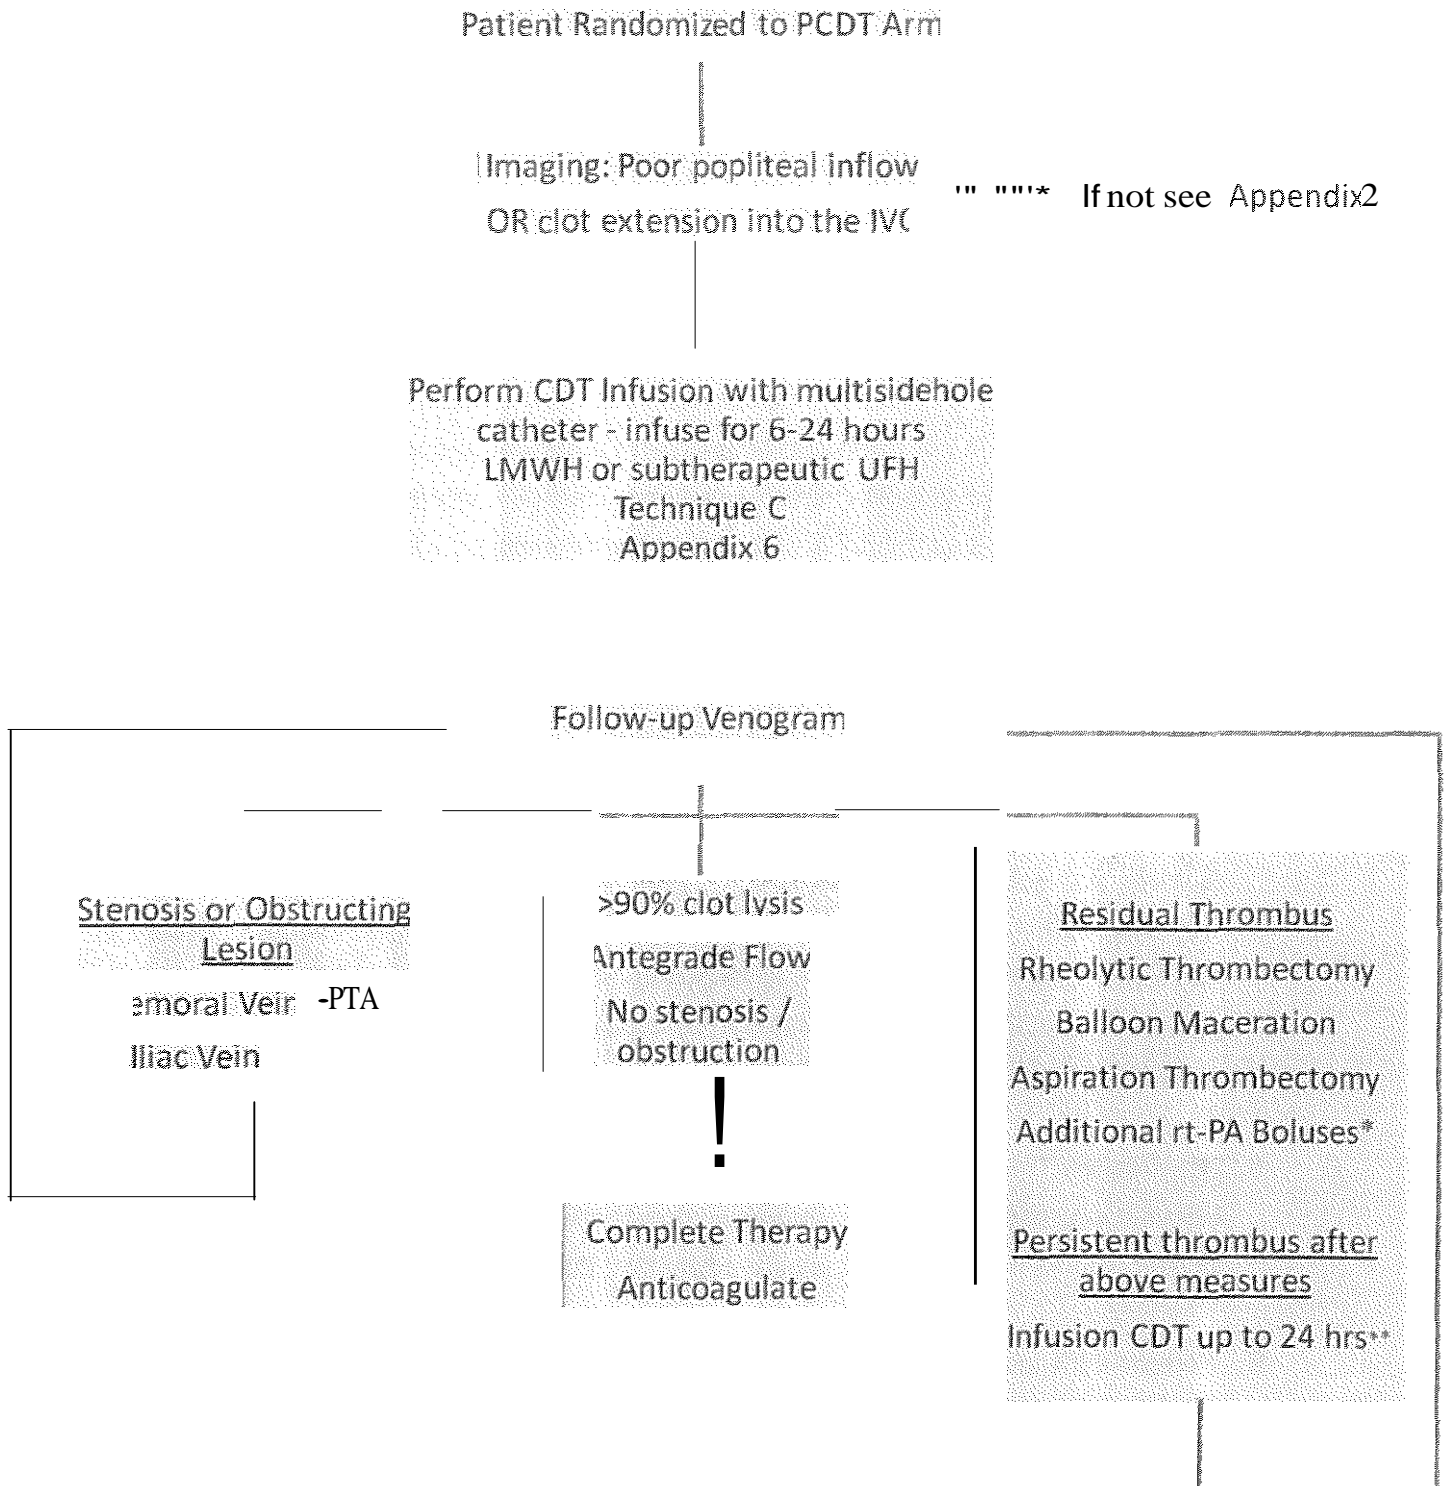 Patient Randomized to PCDT Arm
Imaging: Poor popliteal inflow
OR clot extension into the IVC
'" ""'* If not see Appendix2
Perform CDT Infusion with multisidehole
catheter - infuse for 6-24 hours
LMWH or subtherapeutic UFH
Technique C
Appendix 6
Follow-up Venogram
Stenosis or Obstructing
Lesion
emoral Vein -PTA
Iliac Vein
>90% clot lysis
Antegrade Flow
No stenosis /
obstruction
!
Complete Therapy
Anticoagulate
Residual Thrombus
Rheolytic Thrombectomy
Balloon Maceration
Aspiration Thrombectomy
Additional rt-PA Boluses*
Persistent thrombus after
above measures
Infusion CDT up to 24 hrs**